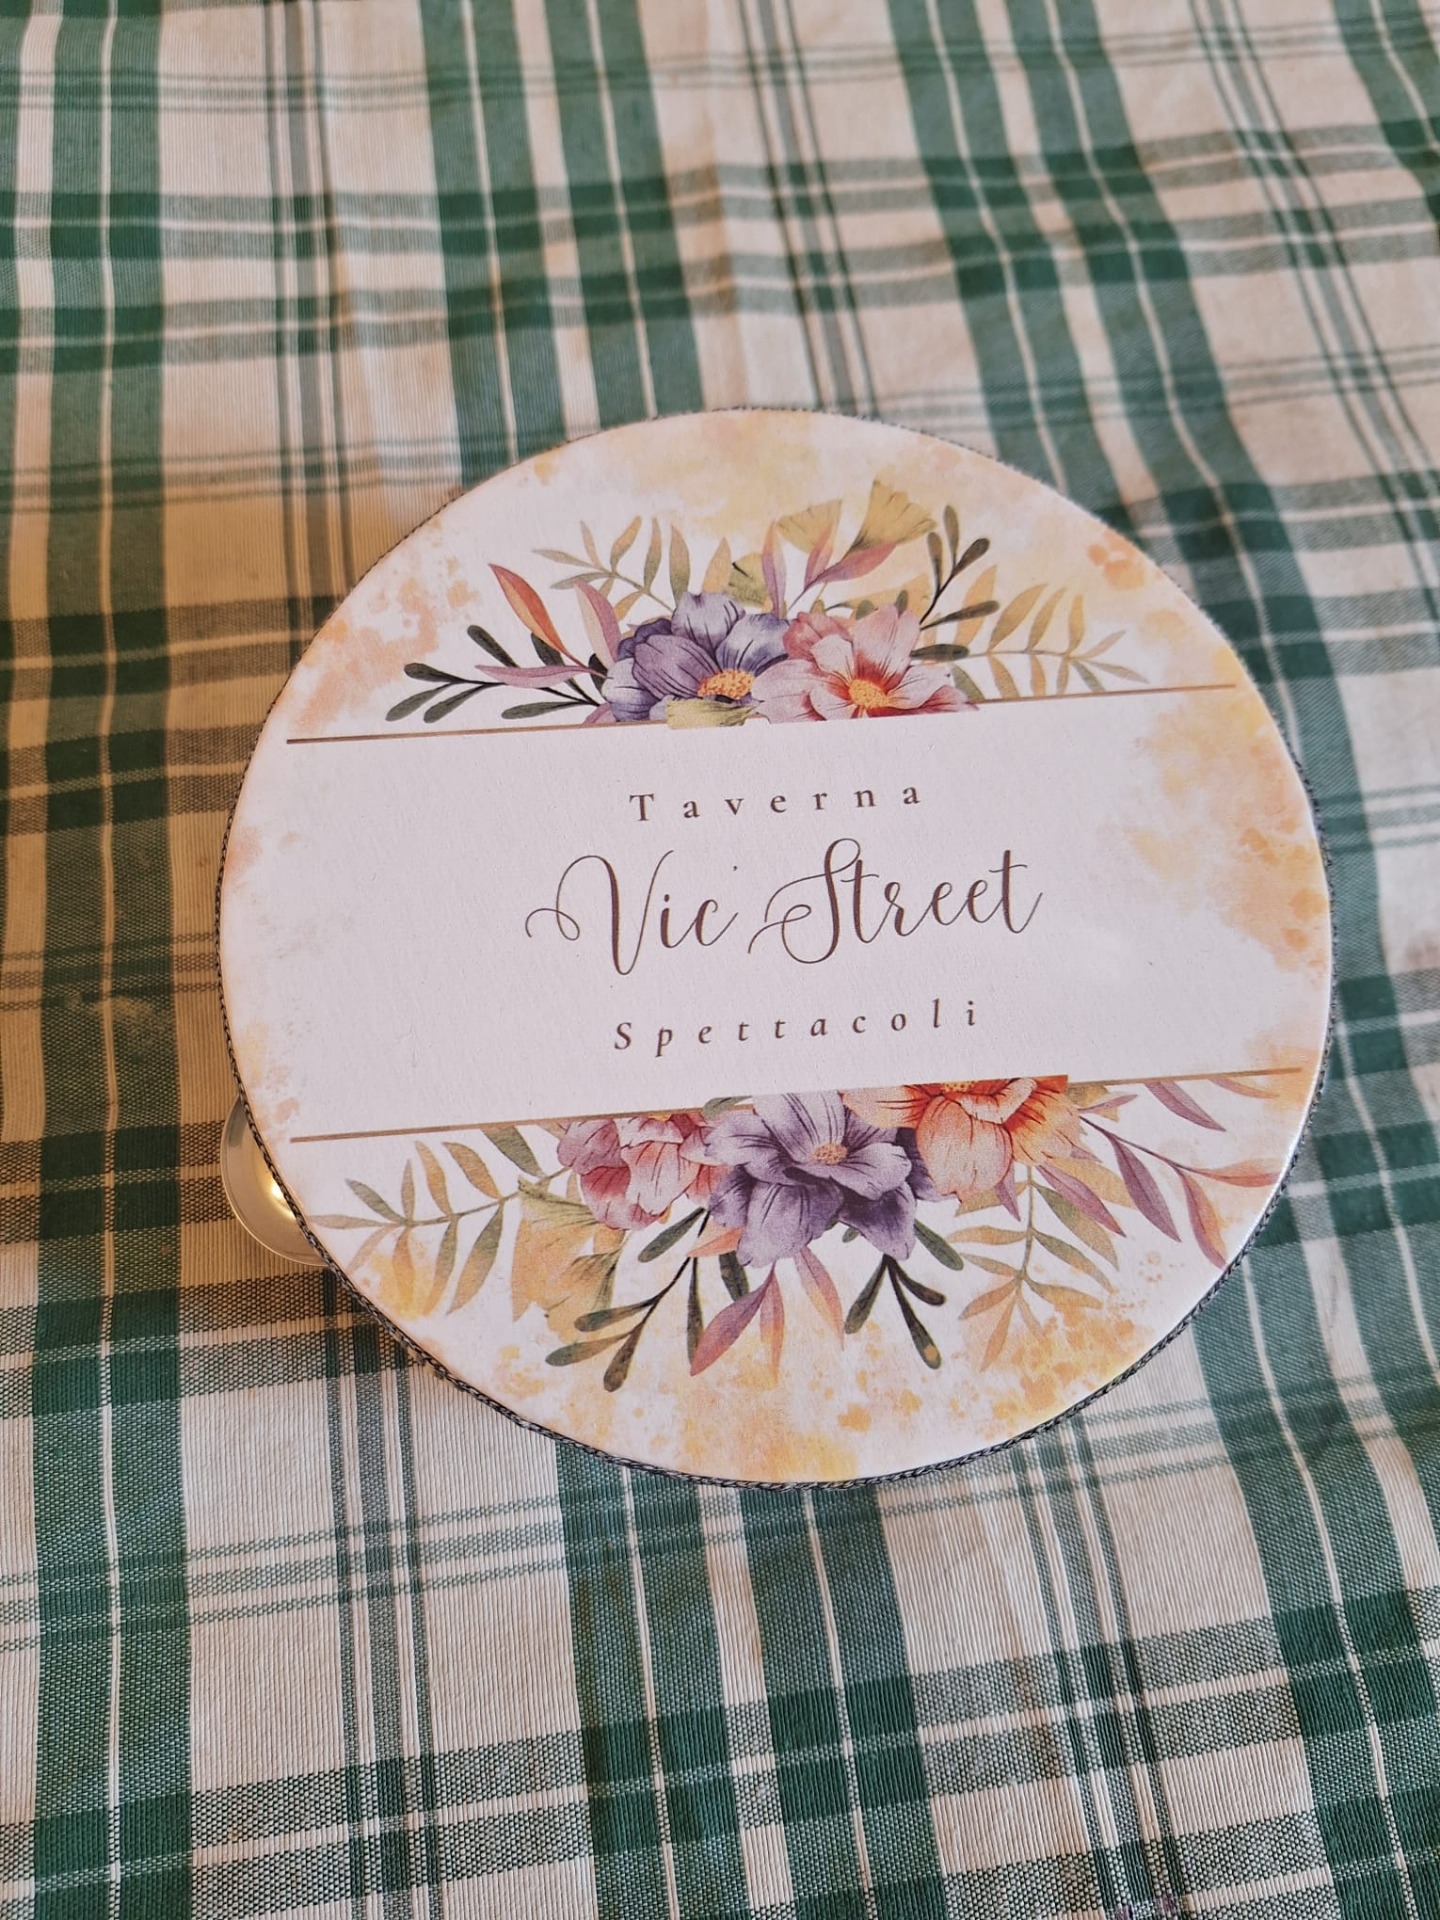 Taverna
Vic' Street
Spettacoli